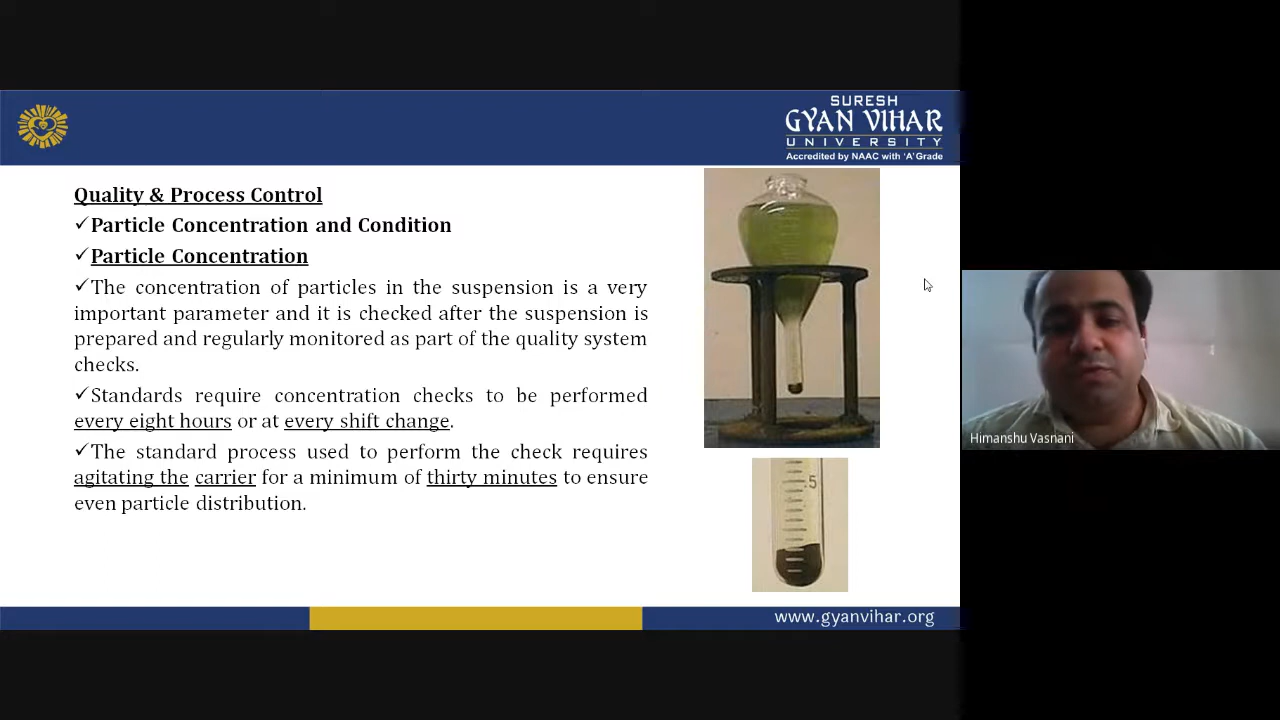 SURESH
GYAN VIHAR
UNIVERSITY
Accredited by NAAC with 'A' Grade
Quality & Process Control
✓Particle Concentration and Condition
✓Particle Concentration
✓The concentration of particles in the suspension is a very
important parameter and it is checked after the suspension is
prepared and regularly monitored as part of the quality system
checks.
✓Standards require concentration checks to be performed
every eight hours or at every shift change.
✓The standard process used to perform the check requires
agitating the carrier for a minimum of thirty minutes to ensure
even particle distribution.
.5
Himanshu Vasnani
www.gyanvihar.org